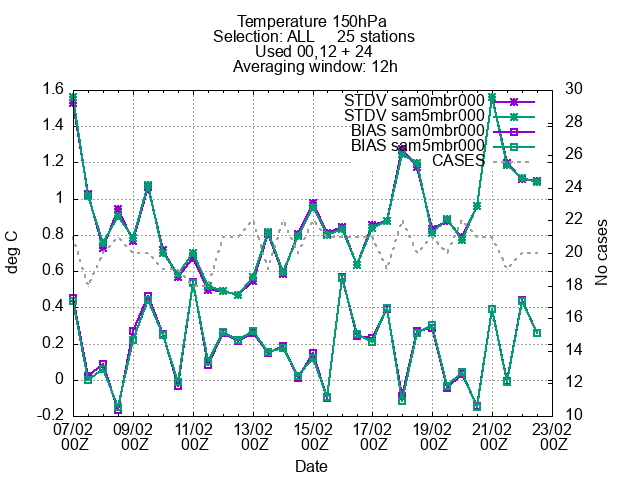 Temperature 150hPa
Selection: ALL 25 stations
Used 00,12 + 24
Averaging window: 12h
1.6
1.4
1.2
1
0.8
0.6
0.4
0.2
0
-0.2
deg C
30
28
26
24
22
20
18
16
14
12
10
No cases
STDV sam0mbr000
STDV sam5mbr000
BIAS sam0mbr000
BIAS sam5mbr000
CASES
07/02 09/02 11/02 13/02 15/02 17/02 19/02 21/02 23/02
00Z 00Z 00Z 00Z 00Z 00Z 00Z 00Z 00Z
Date